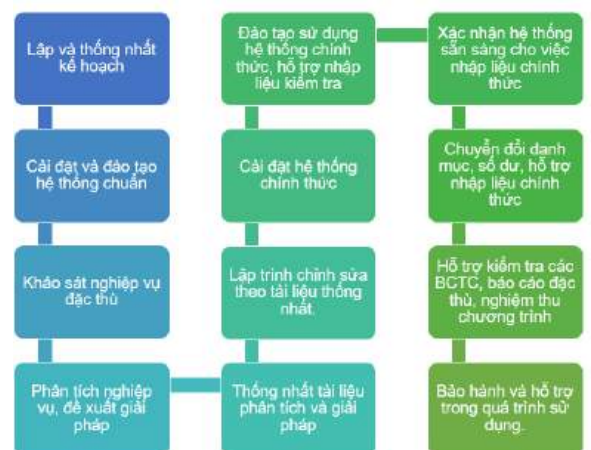 Lập và thống nhất
kế hoạch
Cài đặt và đào tạo
hệ thống chuẩn
Khảo sát nghiệp vụ
đặc thù
Phân tích nghiệp
vụ, đề xuất giải
pháp
Thống nhất tài liệu
phân tích và giải
pháp
Lập trình chỉnh sửa
theo tài liệu thống
nhất.
Cài đặt hệ thống
chính thức
Đào tạo sử dụng
hệ thống chính
thức, hỗ trợ nhập
liệu kiểm tra
Xác nhận hệ thống
sẵn sàng cho việc
nhập liệu chính
thức
Chuyển đổi danh
mục, số dư, hỗ trợ
nhập liệu chính
thức
Hỗ trợ kiểm tra các
BCTC, báo cáo đặc
thù, nghiệm thu
chương trình
Bảo hành và hỗ trợ
trong quá trình sử
dụng.